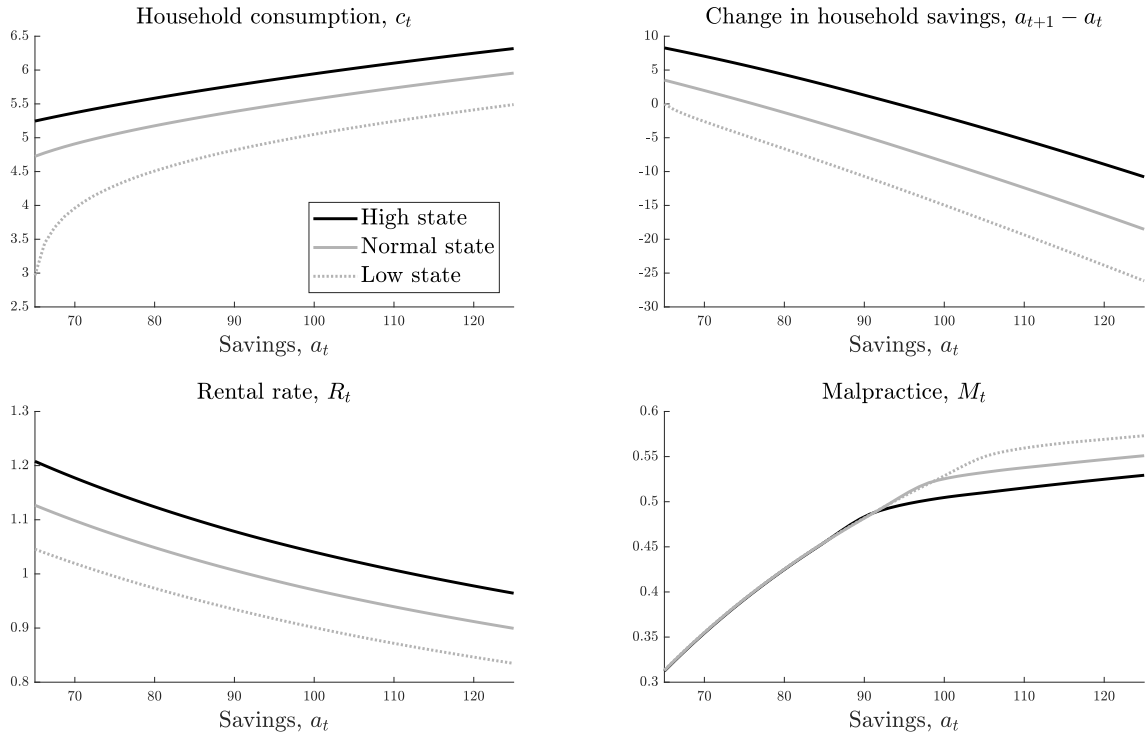 Household consumption, c_t
6.5
6
5.5
5
4.5
4
3.5
3
2.5
High state
Normal state
Low state
70 80 90 100 110 120
Savings, a_t
Change in household savings, a_{t+1} − a_t
10
5
0
-5
-10
-15
-20
-25
-30
70 80 90 100 110 120
Savings, a_t
Rental rate, R_t
1.3
1.2
1.1
1
0.9
0.8
70 80 90 100 110 120
Savings, a_t
Malpractice, M_t
0.6
0.55
0.5
0.45
0.4
0.35
0.3
70 80 90 100 110 120
Savings, a_t